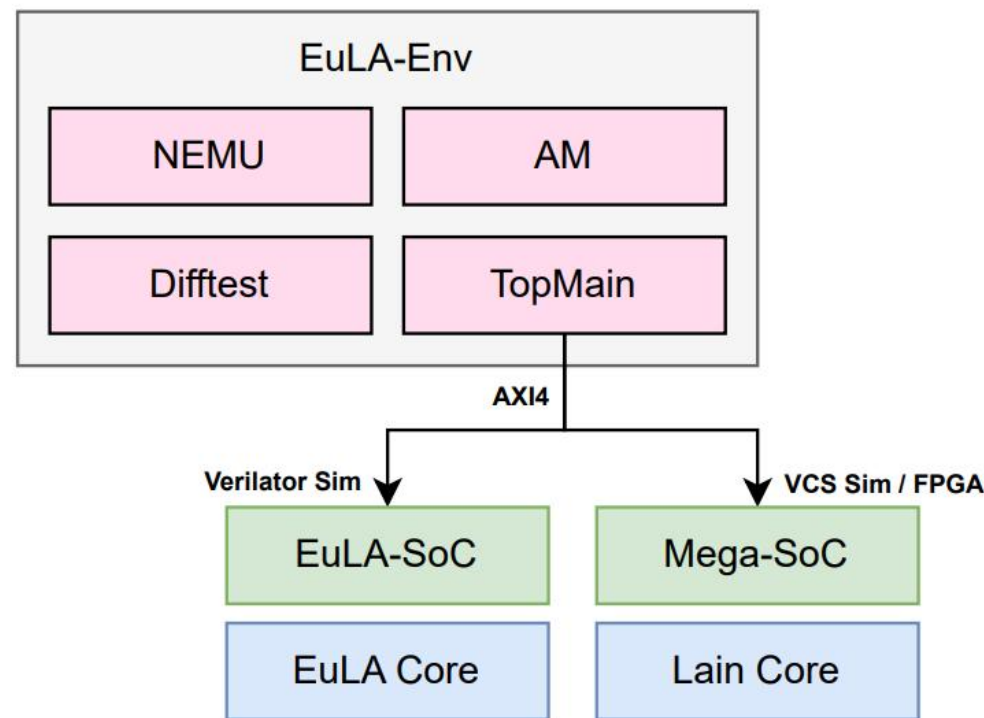 EuLA-Env
NEMU
AM
Difftest
TopMain
AXI4
Verilator Sim
VCS Sim / FPGA
EuLA-SoC
Mega-SoC
EuLA Core
Lain Core